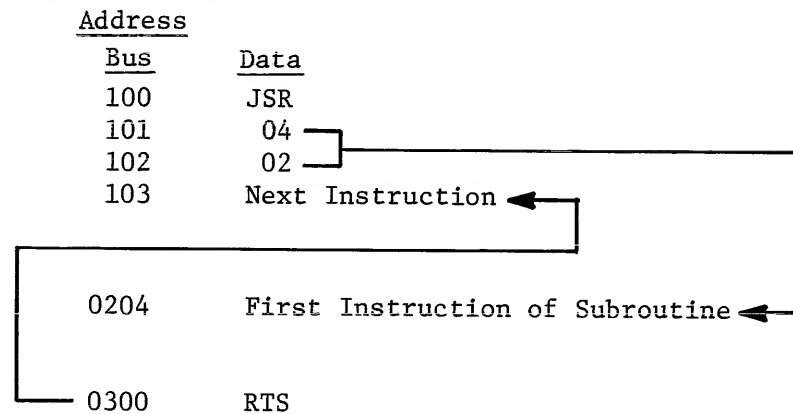 Address
Bus Data
100 JSR
101 04
102 02
103 Next Instruction
0204 First Instruction of Subroutine
0300 RTS